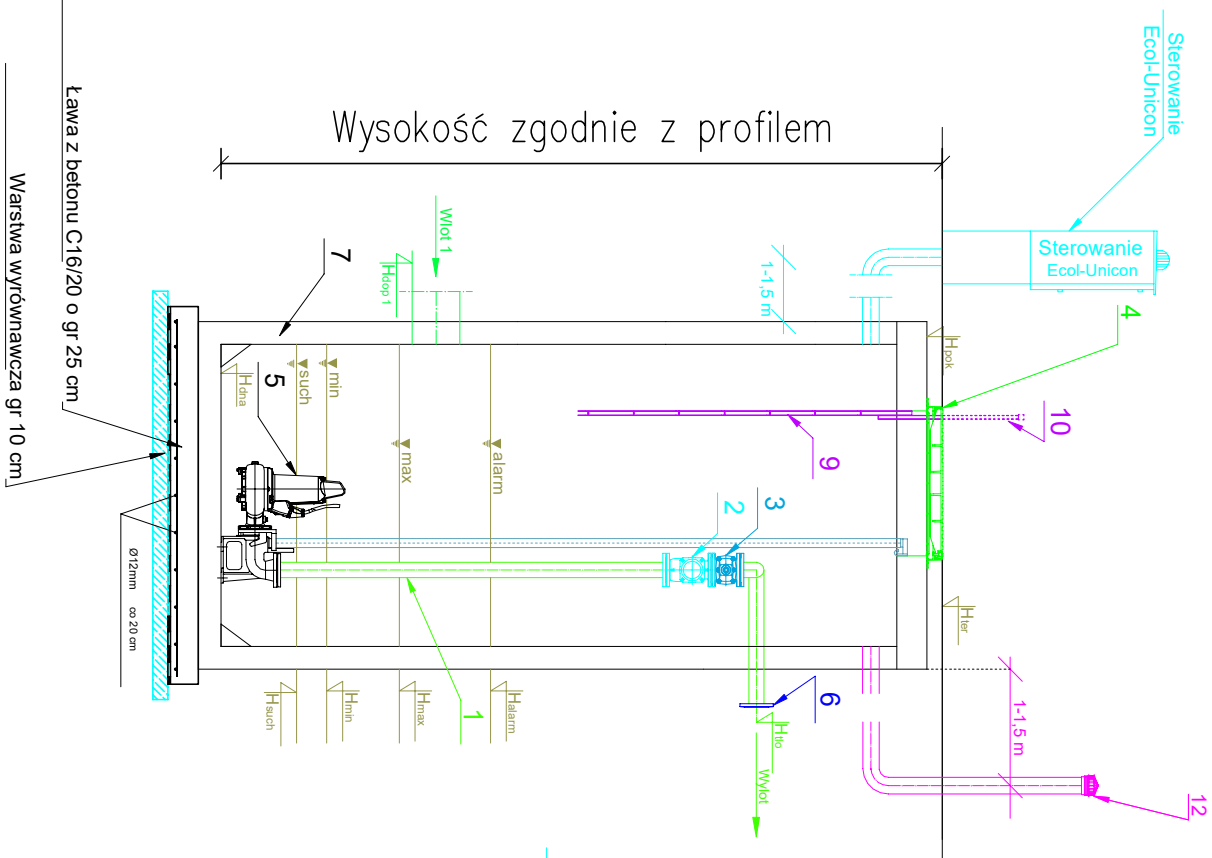 Sterowanie
Ecol-Unicon
Wysokość zgodnie z profilem
Sterowanie
Ecol-Unicon
4
10
Hpok
1-1,5 m
Wlot 1
Hdop 1
7
9
3
2
alarm
max
min
such
5
Hdna
Hter
1-1,5 m
12
6
Htlo
Wylot
Halarm
Hmax
Hmin
Hsuch
1
Ø12mm co 20 cm
Ława z betonu C16/20 o gr 25 cm
Warstwa wyrównawcza gr 10 cm